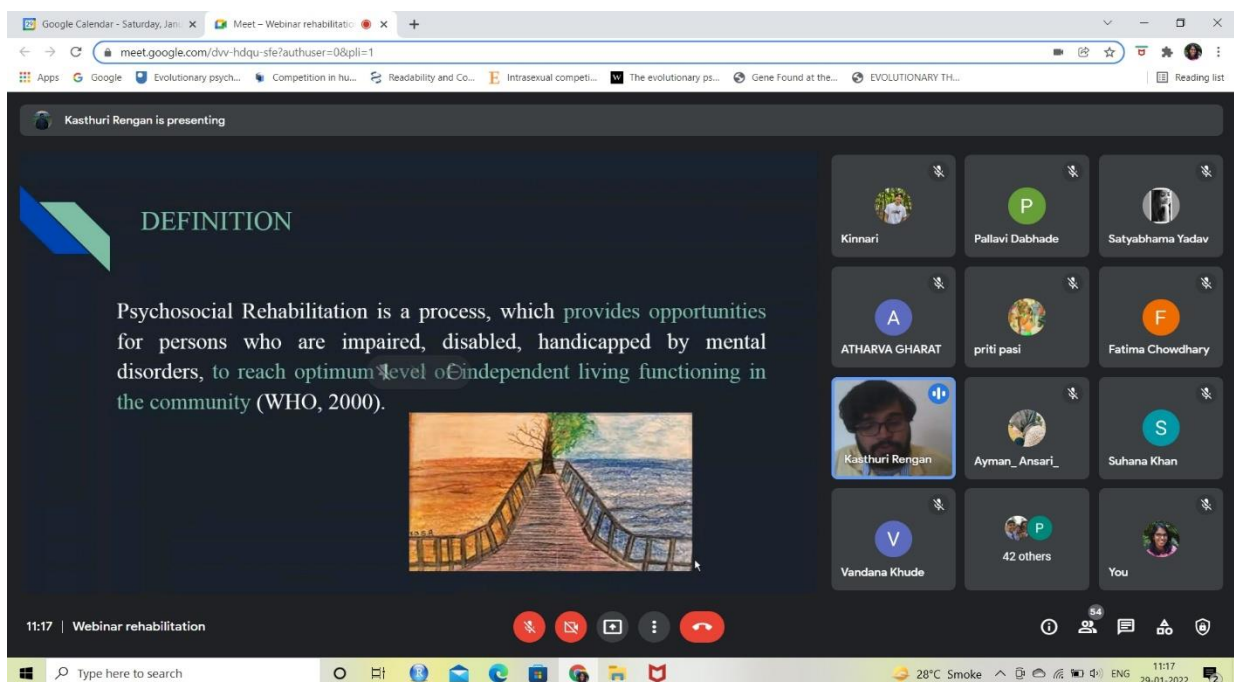 Google Calendar - Saturday, Jan
Meet – Webinar rehabilitatio
meet.google.com/dvv-hdqu-sfe?authuser=0&pli=1
Apps
Google
Evolutionary psych...
Competition in hu...
Readability and Co...
Intrasexual competi...
The evolutionary ps...
Gene Found at the...
EVOLUTIONARY TH...
Reading list
Kasthuri Rengan is presenting
DEFINITION
Psychosocial Rehabilitation is a process, which provides opportunities
for persons who are impaired, disabled, handicapped by mental
disorders, to reach optimum level of independent living functioning in
the community (WHO, 2000).
Kinnari
P
Pallavi Dabhade
Satyabhama Yadav
A
ATHARVA GHARAT
priti pasi
F
Fatima Chowdhary
Kasthuri Rengan
Ayman_ Ansari_
S
Suhana Khan
V
Vandana Khude
P
42 others
You
11:17 | Webinar rehabilitation
54
Type here to search
28°C Smoke
ENG
11:17
29-01-2022